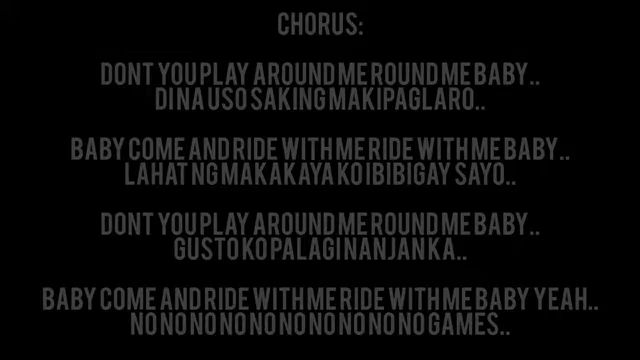 CHORUS:
DONT YOU PLAY AROUND ME ROUND ME BABY..
DI NA USO SAKING MAKIPAGLARO..
BABY COME AND RIDE WITH ME RIDE WITH ME BABY..
LAHAT NG MAKAKAYA KO IBIBIGAY SAYO..
DONT YOU PLAY AROUND ME ROUND ME BABY..
GUSTO KO PALAGI NANJAN KA..
BABY COME AND RIDE WITH ME RIDE WITH ME BABY YEAH..
NO NO NO NO NO NO NO NO NO NO GAMES..